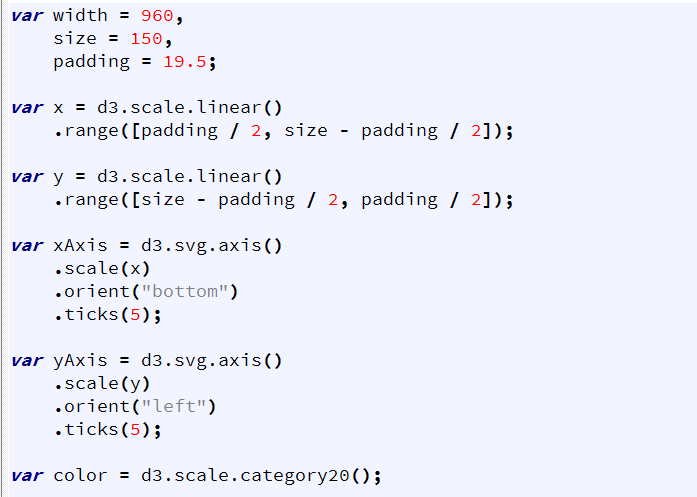 var width = 960,
    size = 150,
    padding = 19.5;

var x = d3.scale.linear()
    .range([padding / 2, size - padding / 2]);

var y = d3.scale.linear()
    .range([size - padding / 2, padding / 2]);

var xAxis = d3.svg.axis()
    .scale(x)
    .orient("bottom")
    .ticks(5);

var yAxis = d3.svg.axis()
    .scale(y)
    .orient("left")
    .ticks(5);

var color = d3.scale.category20();